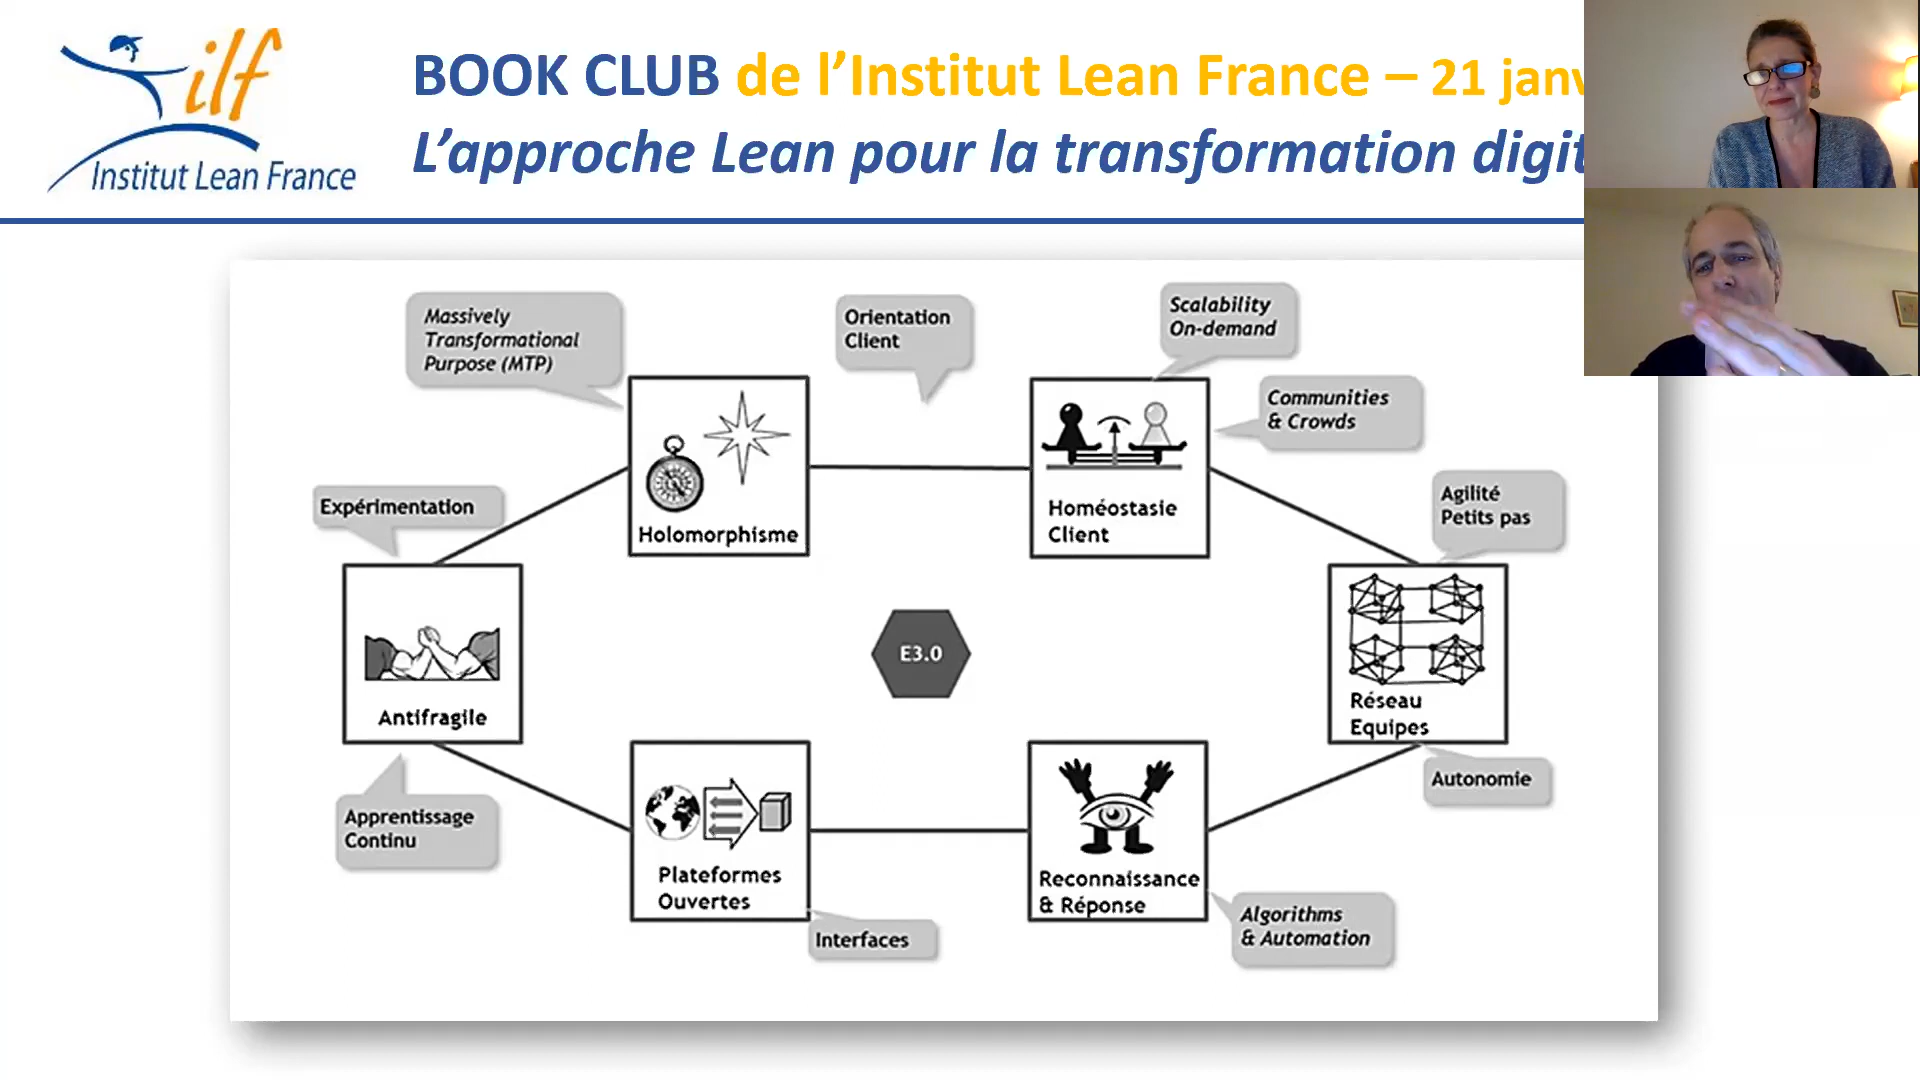 ilf
Institut Lean France
BOOK CLUB de l’Institut Lean France – 21 janv
L’approche Lean pour la transformation digit
Massively
Transformational
Purpose (MTP)
Orientation
Client
Scalability
On-demand
Communities
& Crowds
Expérimentation
Holomorphisme
Homéostasie
Client
Agilité
Petits pas
E3.0
Antifragile
Réseau
Equipes
Autonomie
Apprentissage
Continu
Plateformes
Ouvertes
Reconnaissance
& Réponse
Interfaces
Algorithms
& Automation